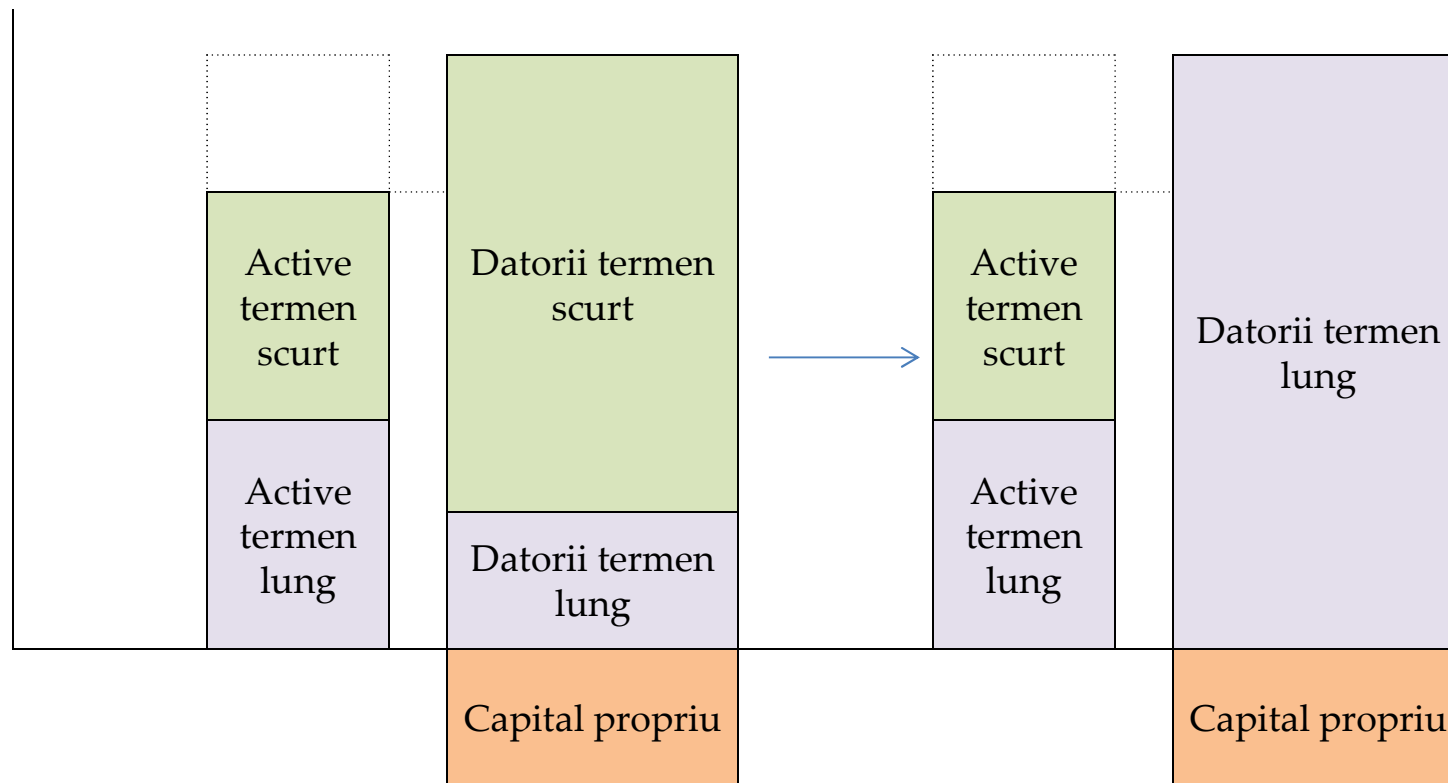 Active
termen
scurt
Datorii termen
scurt
Active
termen
scurt
Datorii termen
lung
Active
termen
lung
Datorii termen
lung
Active
termen
lung
Capital propriu
Capital propriu